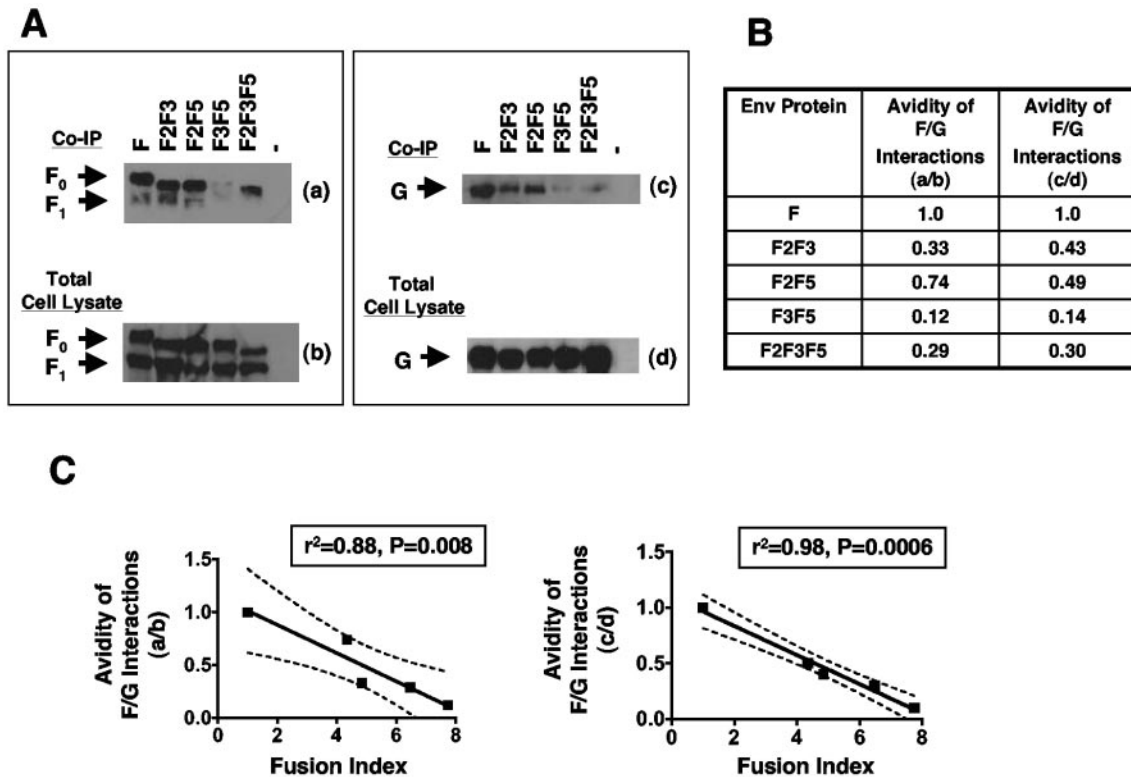 A
F
F2F3
F2F5
F3F5
F2F3F5
-
Co-IP
F0
F1
(a)
Total
Cell Lysate
F0
F1
(b)
F
F2F3
F2F5
F3F5
F2F3F5
-
Co-IP
G
(c)
Total
Cell Lysate
G
(d)
B
Env Protein
Avidity of
F/G
Interactions
(a/b)
Avidity of
F/G
Interactions
(c/d)
F 1.0 1.0
F2F3 0.33 0.43
F2F5 0.74 0.49
F3F5 0.12 0.14
F2F3F5 0.29 0.30
C
r²=0.88, P=0.008
Avidity of
F/G Interactions
(a/b)
1.5
1.0
0.5
0.0
0 2 4 6 8
Fusion Index
r²=0.98, P=0.0006
Avidity of
F/G Interactions
(c/d)
1.5
1.0
0.5
0.0
0 2 4 6 8
Fusion Index